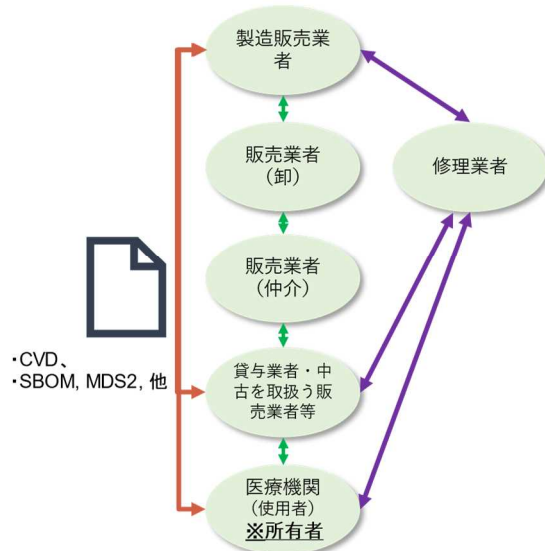 製造販売業
者
販売業者
(卸)
修理業者
販売業者
(仲介)
・CVD、
・SBOM, MDS2, 他
貸与業者・中
古を取扱う販
売業者等
医療機関
(使用者)
※所有者